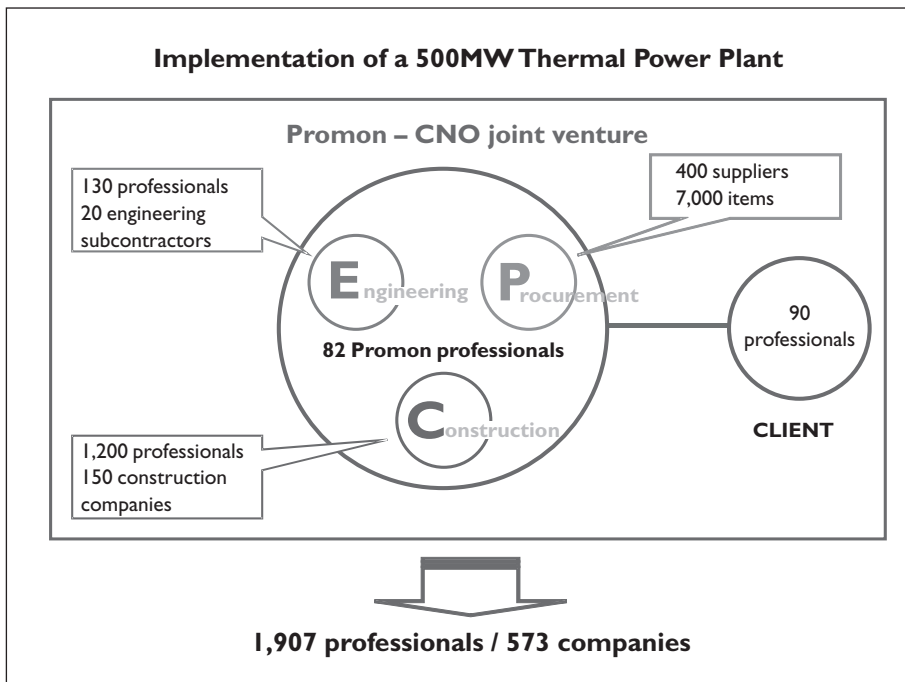 Implementation of a 500MW Thermal Power Plant
Promon – CNO joint venture
130 professionals
20 engineering
subcontractors
400 suppliers
7,000 items
Engineering
Procurement
82 Promon professionals
90
professionals
CLIENT
Construction
1,200 professionals
150 construction
companies
1,907 professionals / 573 companies